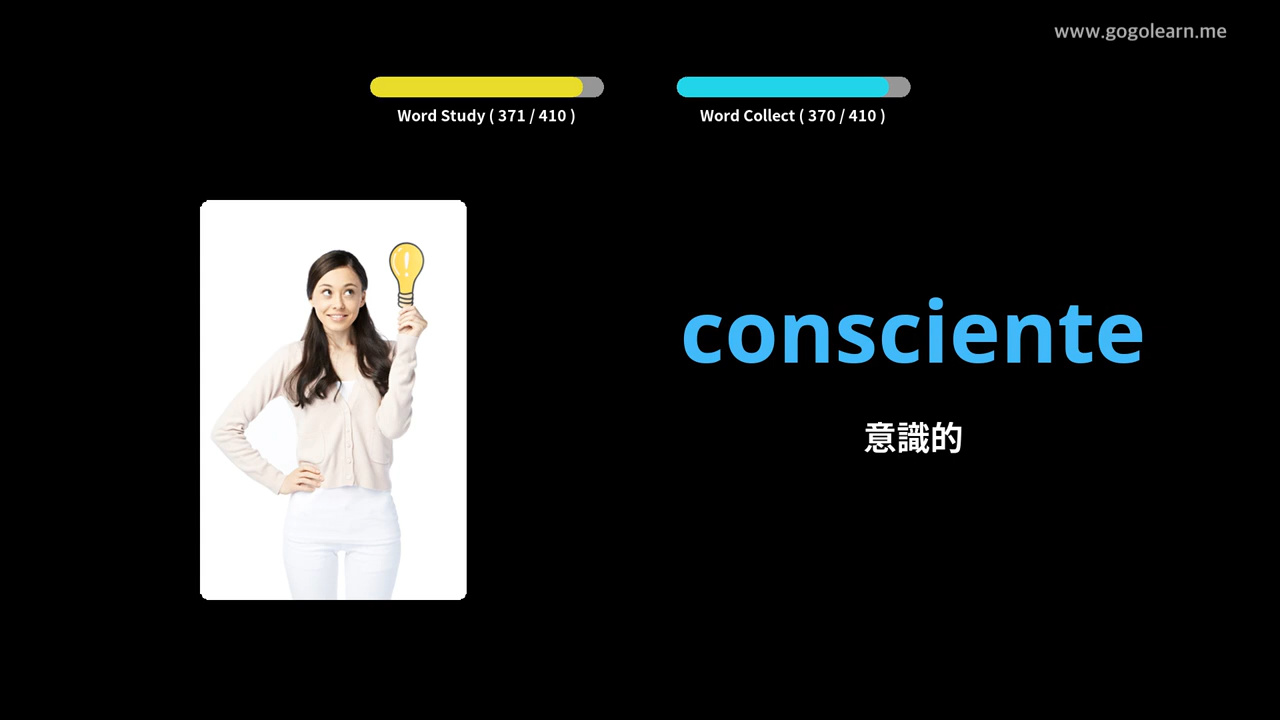 www.gogolearn.me
Word Study ( 371 / 410 )
Word Collect ( 370 / 410 )
consciente
意識的